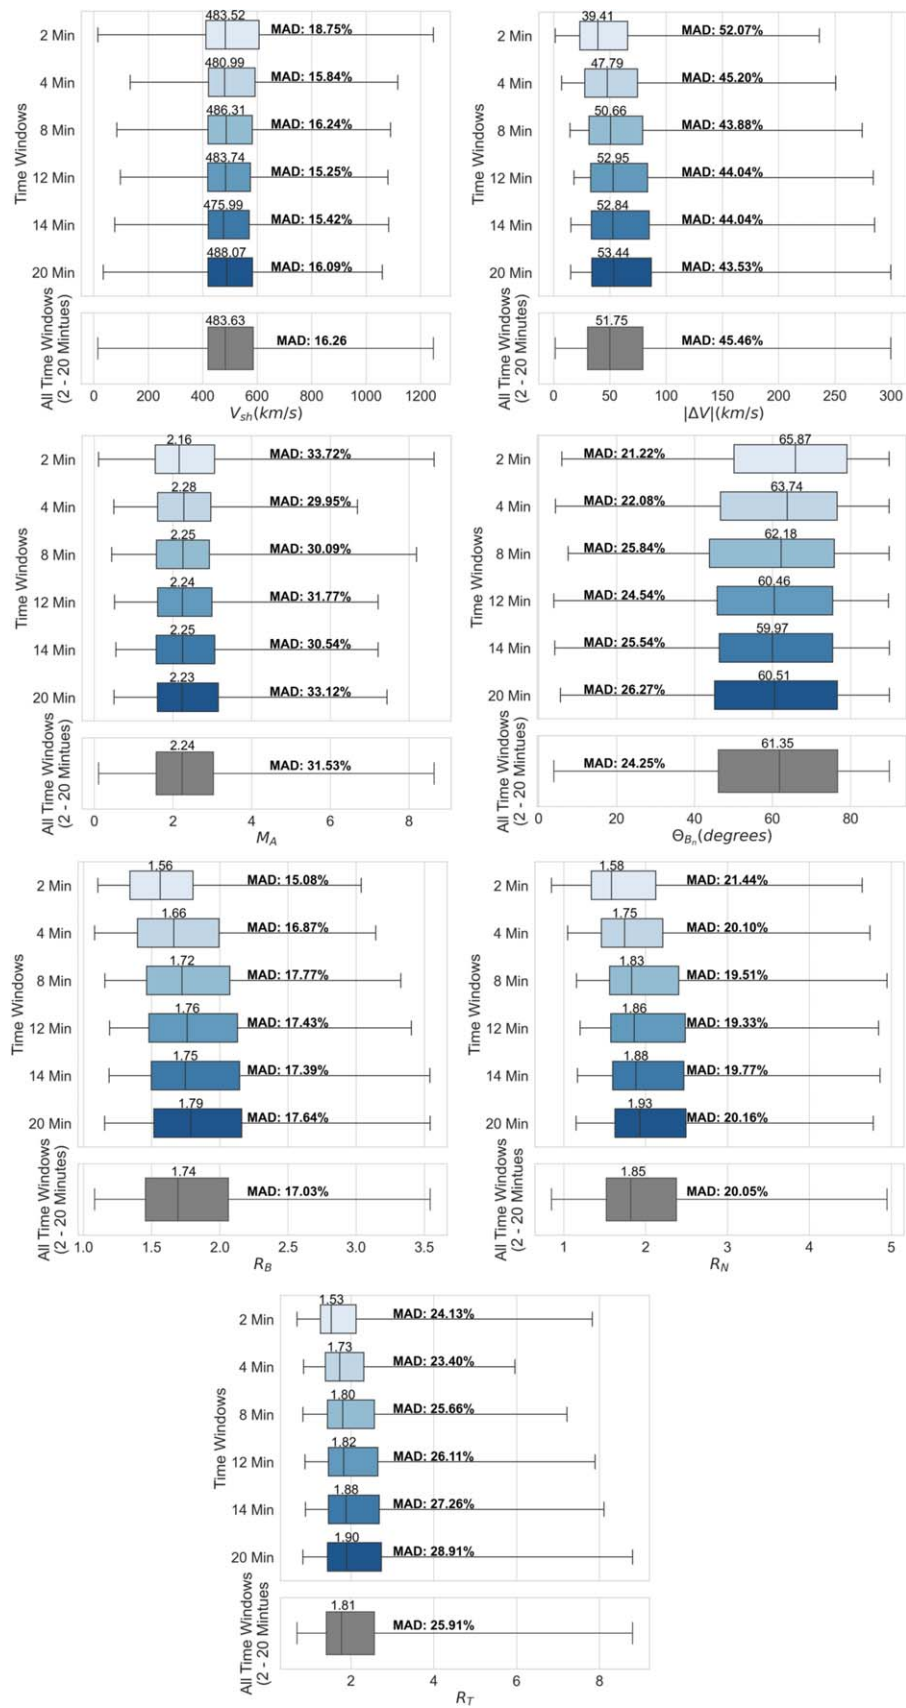 483.52
2 Min
MAD: 18.75%
480.99
4 Min
MAD: 15.84%
486.31
8 Min
MAD: 16.24%
483.74
12 Min
MAD: 15.25%
475.99
14 Min
MAD: 15.42%
488.07
20 Min
MAD: 16.09%
Time Windows
483.63
MAD: 16.26
All Time Windows
(2 - 20 Mintues)
0 200 400 600 800 1000 1200
V_sh(km/s)
39.41
2 Min
MAD: 52.07%
47.79
4 Min
MAD: 45.20%
50.66
8 Min
MAD: 43.88%
52.95
12 Min
MAD: 44.04%
52.84
14 Min
MAD: 44.04%
53.44
20 Min
MAD: 43.53%
Time Windows
51.75
MAD: 45.46%
All Time Windows
(2 - 20 Mintues)
0 50 100 150 200 250 300
|ΔV|(km/s)
2.16
2 Min
MAD: 33.72%
2.28
4 Min
MAD: 29.95%
2.25
8 Min
MAD: 30.09%
2.24
12 Min
MAD: 31.77%
2.25
14 Min
MAD: 30.54%
2.23
20 Min
MAD: 33.12%
Time Windows
2.24
MAD: 31.53%
All Time Windows
(2 - 20 Mintues)
0 2 4 6 8
M_A
65.87
2 Min
MAD: 21.22%
63.74
4 Min
MAD: 22.08%
62.18
8 Min
MAD: 25.84%
60.46
12 Min
MAD: 24.54%
59.97
14 Min
MAD: 25.54%
60.51
20 Min
MAD: 26.27%
Time Windows
61.35
MAD: 24.25%
All Time Windows
(2 - 20 Mintues)
0 20 40 60 80
Θ_Bn(degrees)
1.56
2 Min
MAD: 15.08%
1.66
4 Min
MAD: 16.87%
1.72
8 Min
MAD: 17.77%
1.76
12 Min
MAD: 17.43%
1.75
14 Min
MAD: 17.39%
1.79
20 Min
MAD: 17.64%
Time Windows
1.74
MAD: 17.03%
All Time Windows
(2 - 20 Minutes)
1.0 1.5 2.0 2.5 3.0 3.5
R_B
1.58
2 Min
MAD: 21.44%
1.75
4 Min
MAD: 20.10%
1.83
8 Min
MAD: 19.51%
1.86
12 Min
MAD: 19.33%
1.88
14 Min
MAD: 19.77%
1.93
20 Min
MAD: 20.16%
Time Windows
1.85
MAD: 20.05%
All Time Windows
(2 - 20 Mintues
1 2 3 4 5
R_N
1.53
2 Min
MAD: 24.13%
1.73
4 Min
MAD: 23.40%
1.80
8 Min
MAD: 25.66%
1.82
12 Min
MAD: 26.11%
1.88
14 Min
MAD: 27.26%
1.90
20 Min
MAD: 28.91%
Time Windows
1.81
MAD: 25.91%
All Time Windows
(2 - 20 Mintues
2 4 6 8
R_T